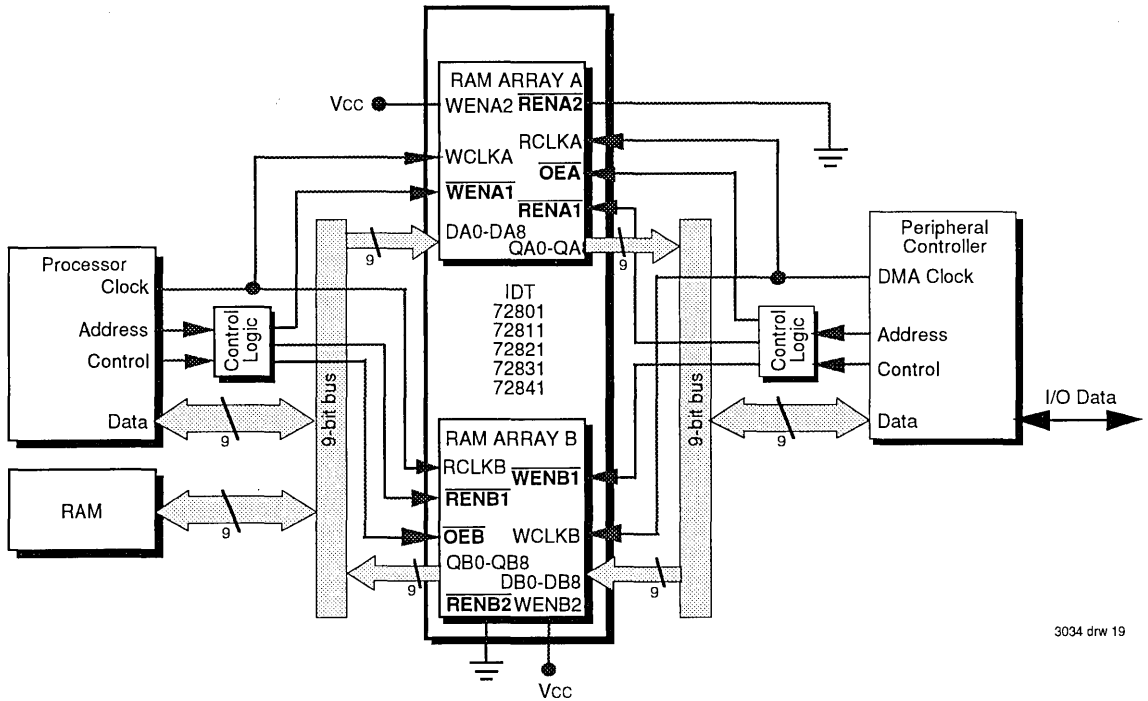 RAM ARRAY A
Vcc
WENA2 RENA2
RCLKA
WCLKA
OEA
WENA1
RENA1
DA0-DA8
QA0-QA
9
9
Processor
Clock
Address
Control
Data
9
Control Logic
9-bit bus
RAM
9
IDT
72801
72811
72821
72831
72841
RAM ARRAY B
RCLKB
WENB1
RENB1
OEB
WCLKB
QB0-QB8
DB0-DB8
RENB2 WENB2
9
9
Vcc
9-bit bus
Control Logic
9
Peripheral
Controller
DMA Clock
Address
Control
Data
I/O Data
3034 drw 19